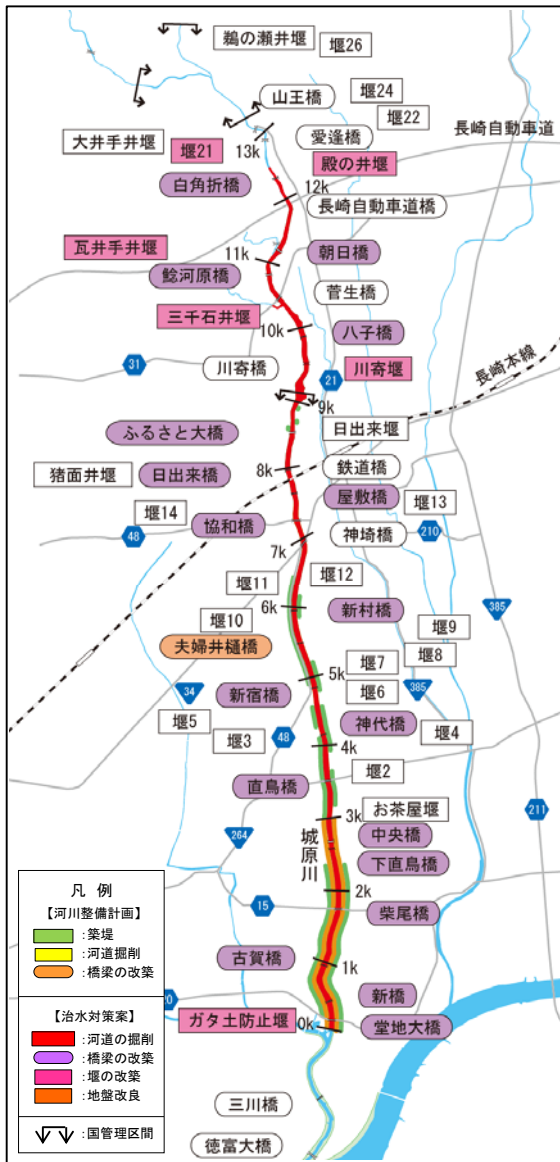 鵜の瀬井堰
堰26
山王橋
堰24
堰22
大井手井堰
愛逢橋
長崎自動車道
13k
堰21
殿の井堰
白角折橋
12k
長崎自動車道橋
瓦井手井堰
11k
朝日橋
鯰河原橋
菅生橋
三千石井堰
10k
八子橋
31
川寄橋
21
川寄堰
長崎本線
9k
ふるさと大橋
日出来堰
猪面井堰
日出来橋
8k
鉄道橋
屋敷橋
堰13
堰14
協和橋
48
7k
神埼橋
210
堰11
堰12
385
堰10
6k
新村橋
堰9
夫婦井樋橋
堰7
堰8
5k
34
新宿橋
堰6
385
堰5
堰3
48
神代橋
堰4
4k
直鳥橋
堰2
211
3k
お茶屋堰
264
城原川
中央橋
下直鳥橋
2k
15
柴尾橋
古賀橋
1k
新橋
ガタ土防止堰
0k
堂地大橋
三川橋
徳富大橋
凡 例
【河川整備計画】
:築堤
:河道掘削
:橋梁の改築
【治水対策案】
:河道の掘削
:橋梁の改築
:堰の改築
:地盤改良
:国管理区間